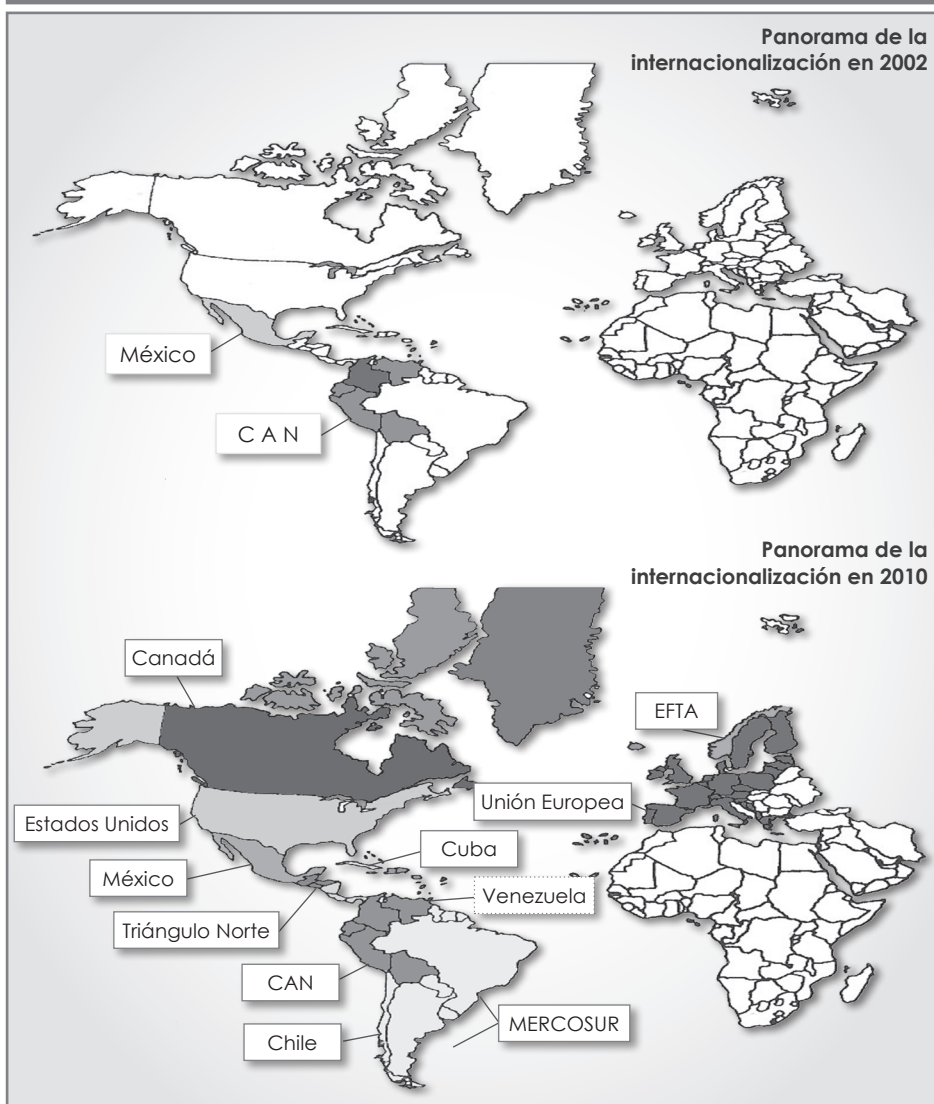 Panorama de la
internacionalización en 2002
México
C A N
Panorama de la
internacionalización en 2010
Canadá
EFTA
Unión Europea
Estados Unidos
Cuba
México
Venezuela
Triángulo Norte
CAN
MERCOSUR
Chile